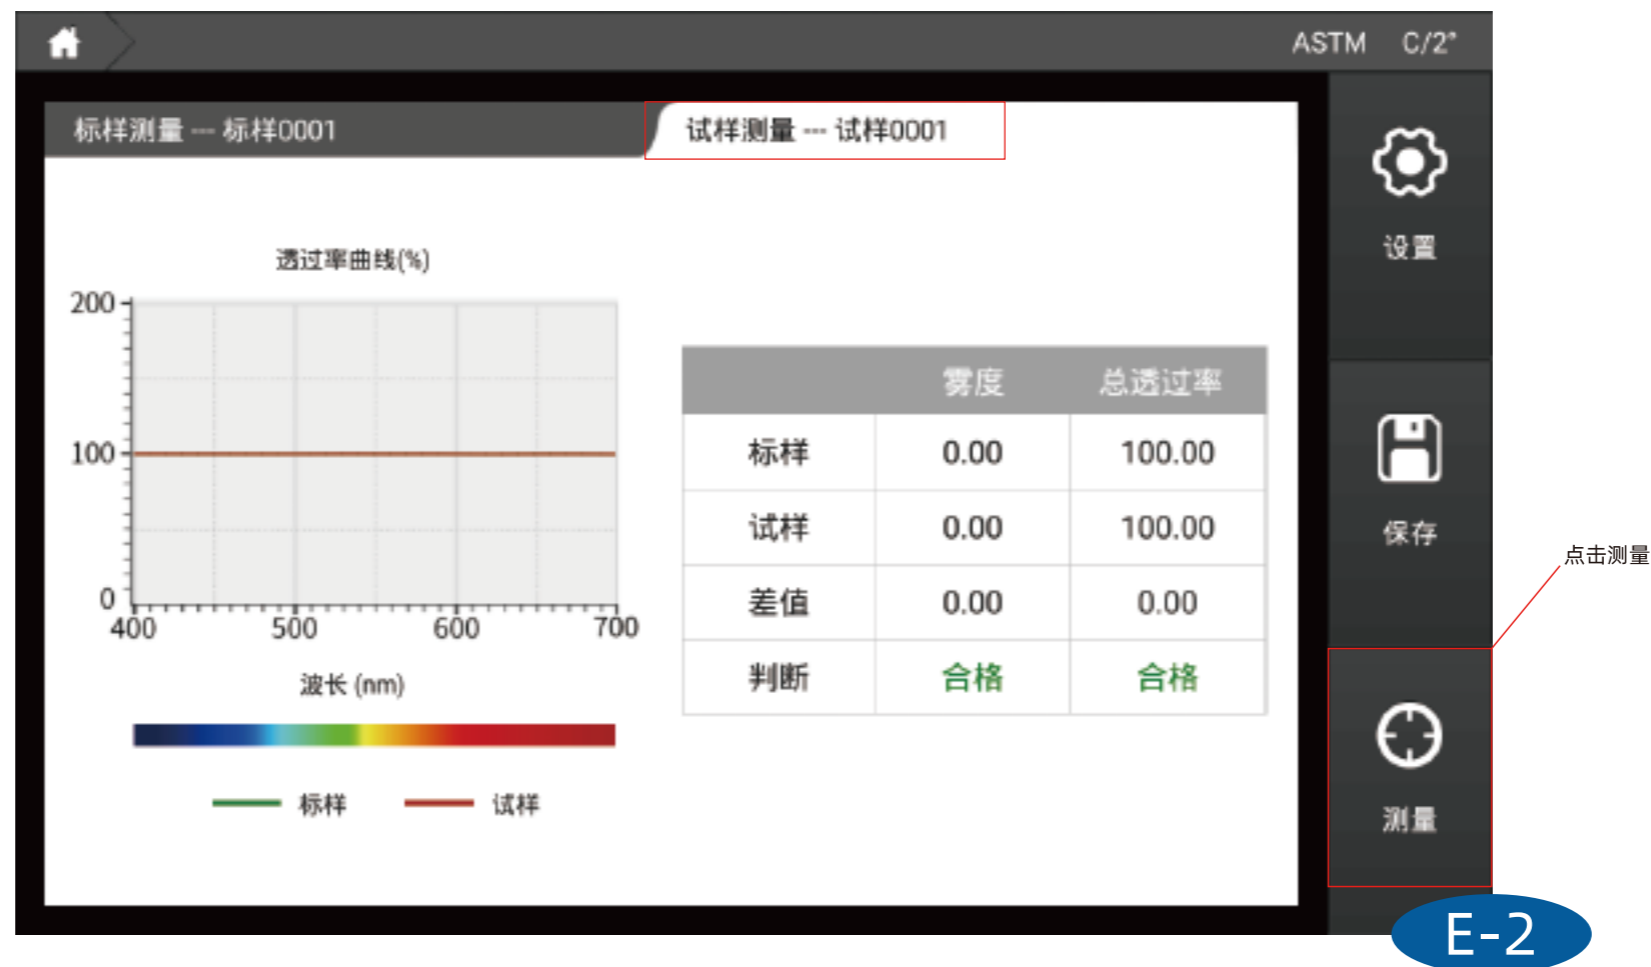 ASTM C/2°
标样测量 --- 标样0001
试样测量 --- 试样0001
设置
透过率曲线(%)
200
100
0
400 500 600 700
波长 (nm)
标样 试样
雾度 总透过率
标样 0.00 100.00
试样 0.00 100.00
差值 0.00 0.00
判断 合格 合格
保存
点击测量
测量
E-2